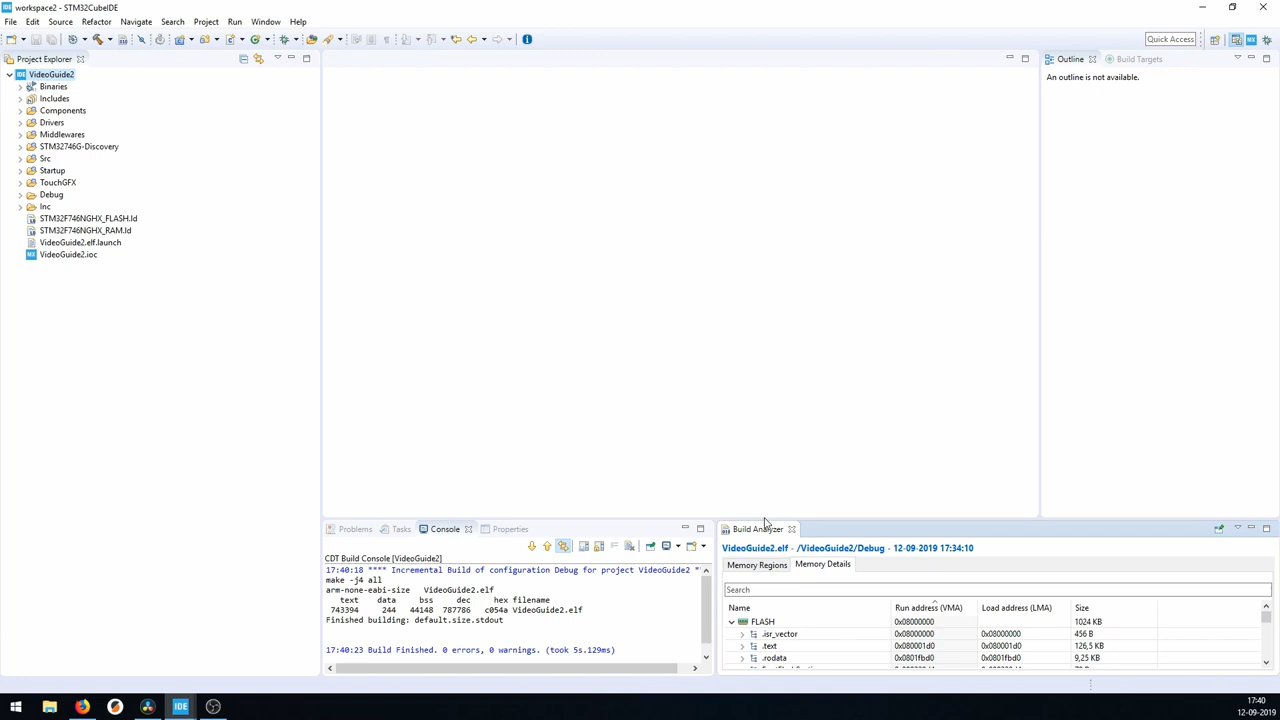 workspace2 - STM32CubeIDE
File Edit Source Refactor Navigate Search Project Run Window Help
Quick Access
Project Explorer
VideoGuide2
Binaries
Includes
Components
Drivers
Middlewares
STM32746G-Discovery
Src
Startup
TouchGFX
Debug
Inc
STM32F746NGHX_FLASH.ld
STM32F746NGHX_RAM.ld
VideoGuide2.elf.launch
VideoGuide2.ioc
Outline Build Targets
An outline is not available.
Problems Tasks Console Properties
CDT Build Console [VideoGuide2]
17:40:18 **** Incremental Build of configuration Debug for project VideoGuide2 *
make -j4 all
arm-none-eabi-size VideoGuide2.elf
text data bss dec hex filename
743394 244 44148 787786 c054a VideoGuide2.elf
Finished building: default.size.stdout
17:40:23 Build Finished. 0 errors, 0 warnings. (took 5s.129ms)
Build Analyzer
VideoGuide2.elf - /VideoGuide2/Debug - 12-09-2019 17:34:10
Memory Regions Memory Details
Search
Name Run address (VMA) Load address (LMA) Size
FLASH 0x08000000 1024 KB
.isr_vector 0x08000000 0x08000000 456 B
.text 0x080001d0 0x080001d0 126,5 KB
.rodata 0x0801fbd0 0x0801fbd0 9,25 KB
IDE
17:40
12-09-2019